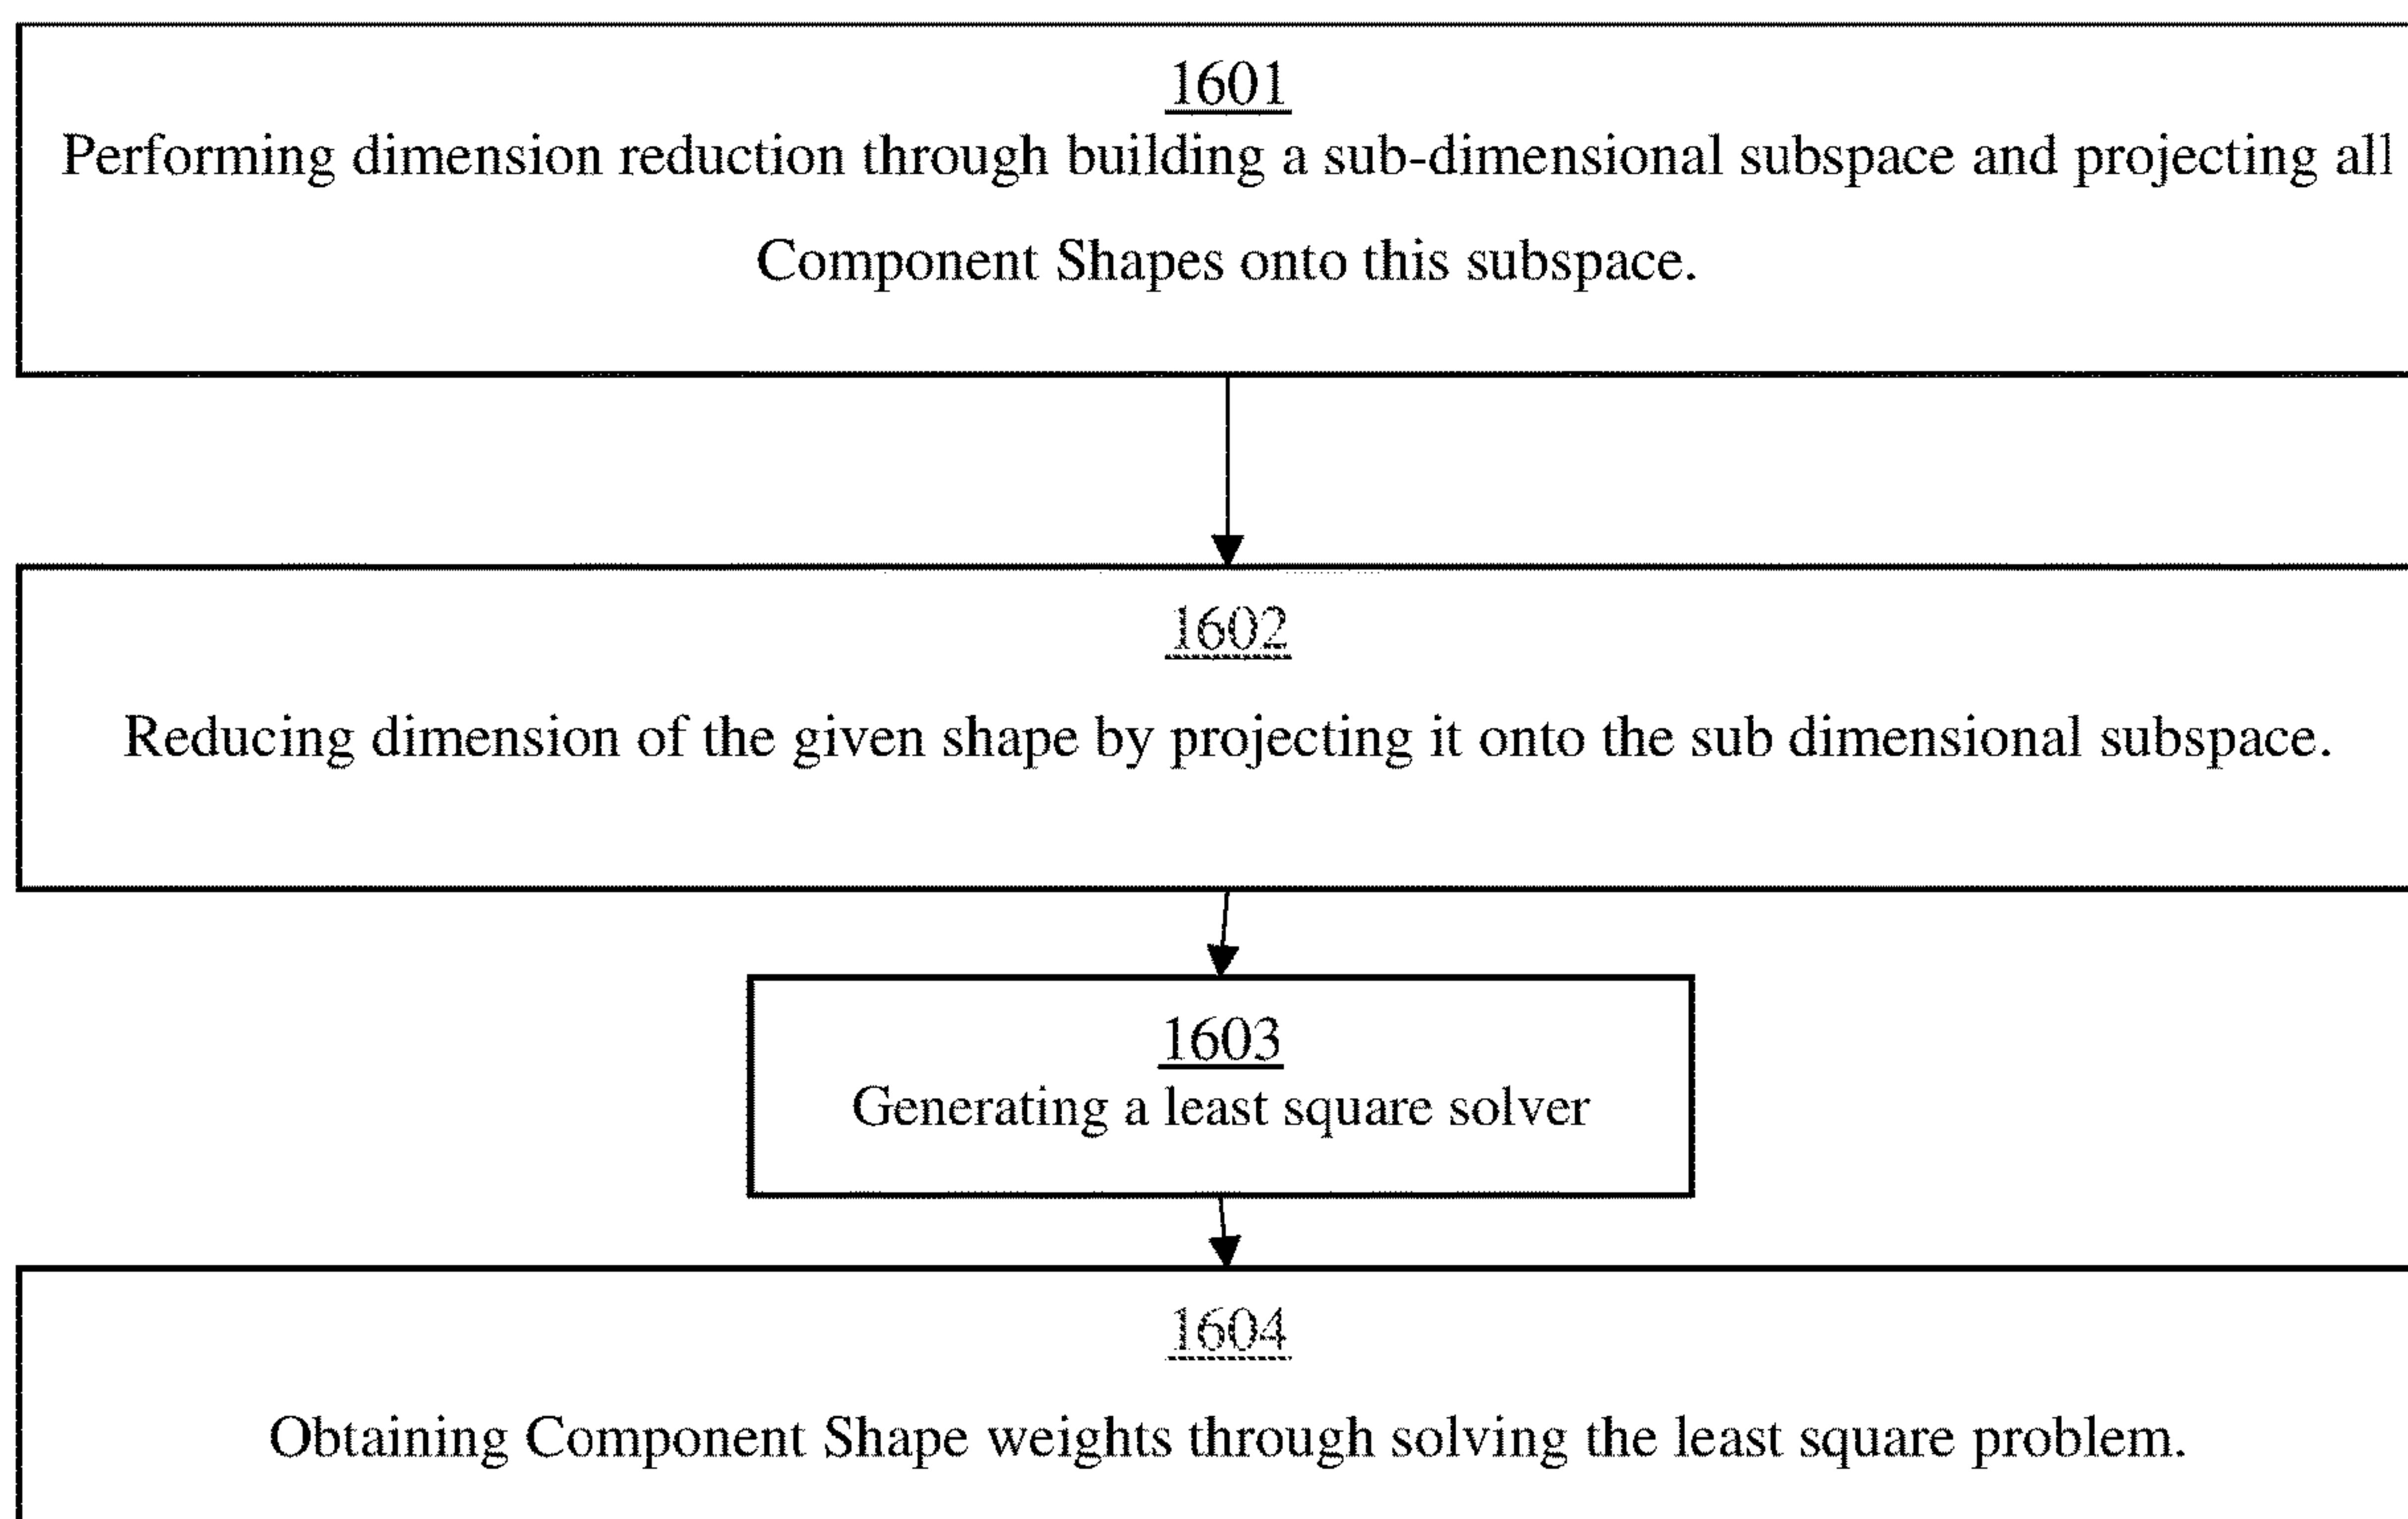 1601
Performing dimension reduction through building a sub-dimensional subspace and projecting all
Component Shapes onto this subspace.
1602
Reducing dimension of the given shape by projecting it onto the sub dimensional subspace.
1603
Generating a least square solver
1604
Obtaining Component Shape weights through solving the least square problem.